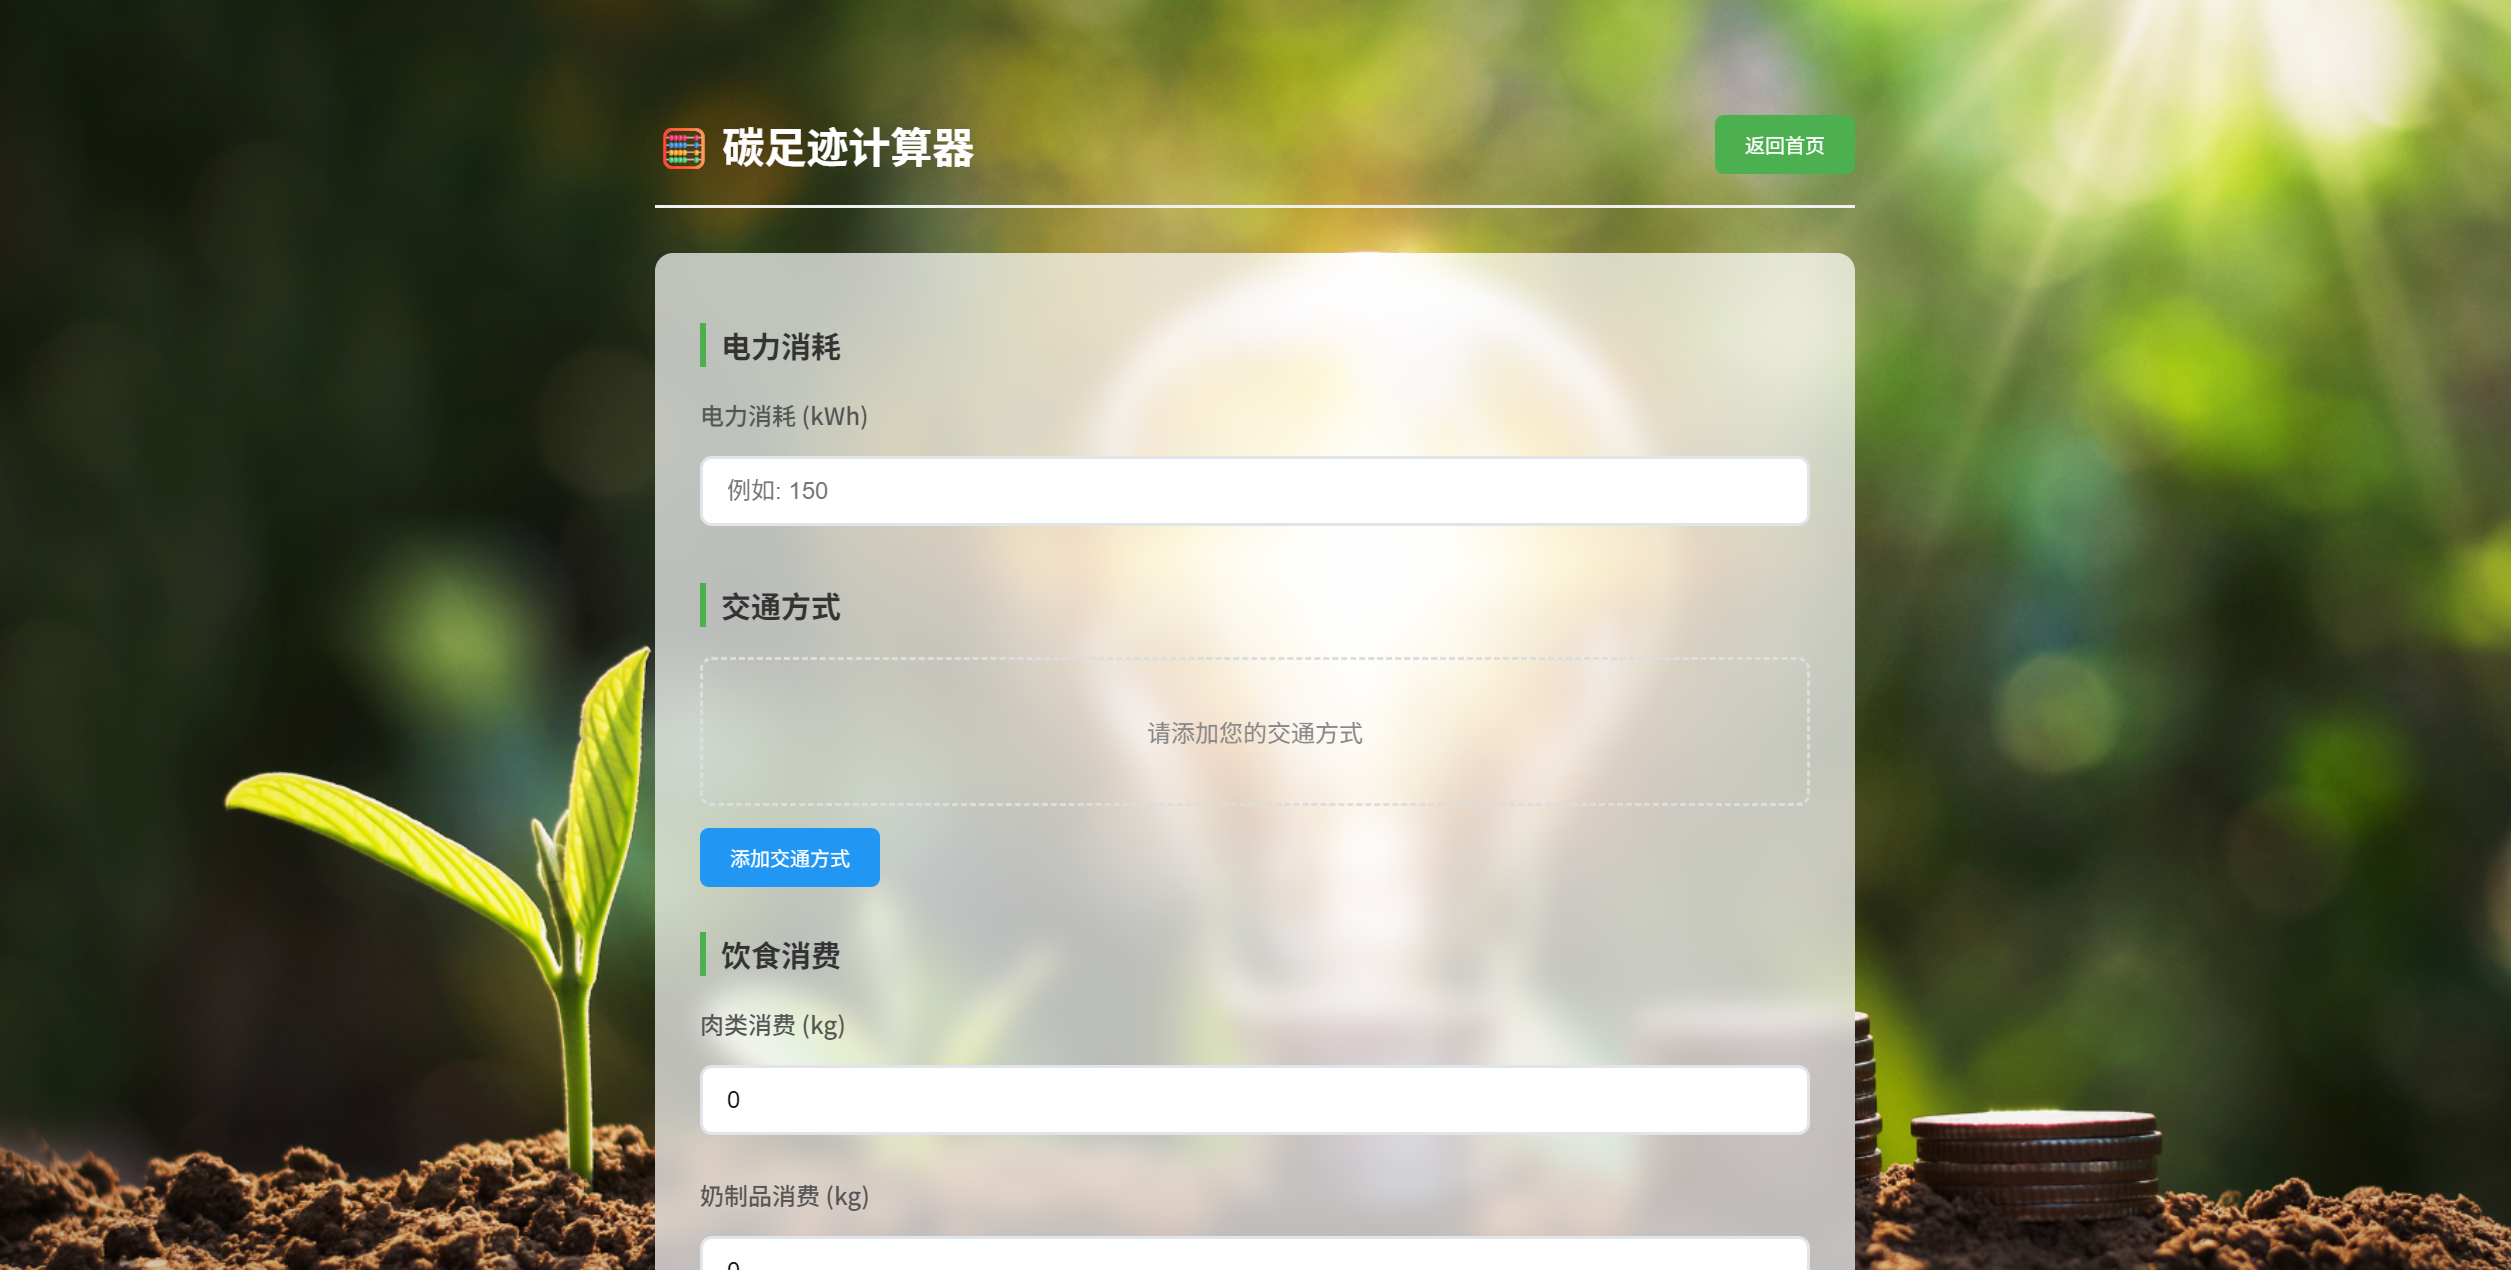 碳足迹计算器
返回首页
电力消耗
电力消耗 (kWh)
例如: 150
交通方式
请添加您的交通方式
添加交通方式
饮食消费
肉类消费 (kg)
0
奶制品消费 (kg)
0